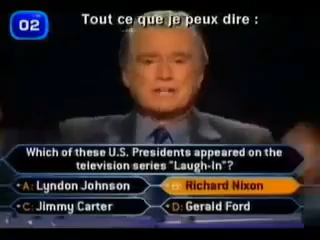 02
Tout ce que je peux dire :
Which of these U.S. Presidents appeared on the
television series "Laugh-In"?
A: Lyndon Johnson
B: Richard Nixon
C: Jimmy Carter
D: Gerald Ford